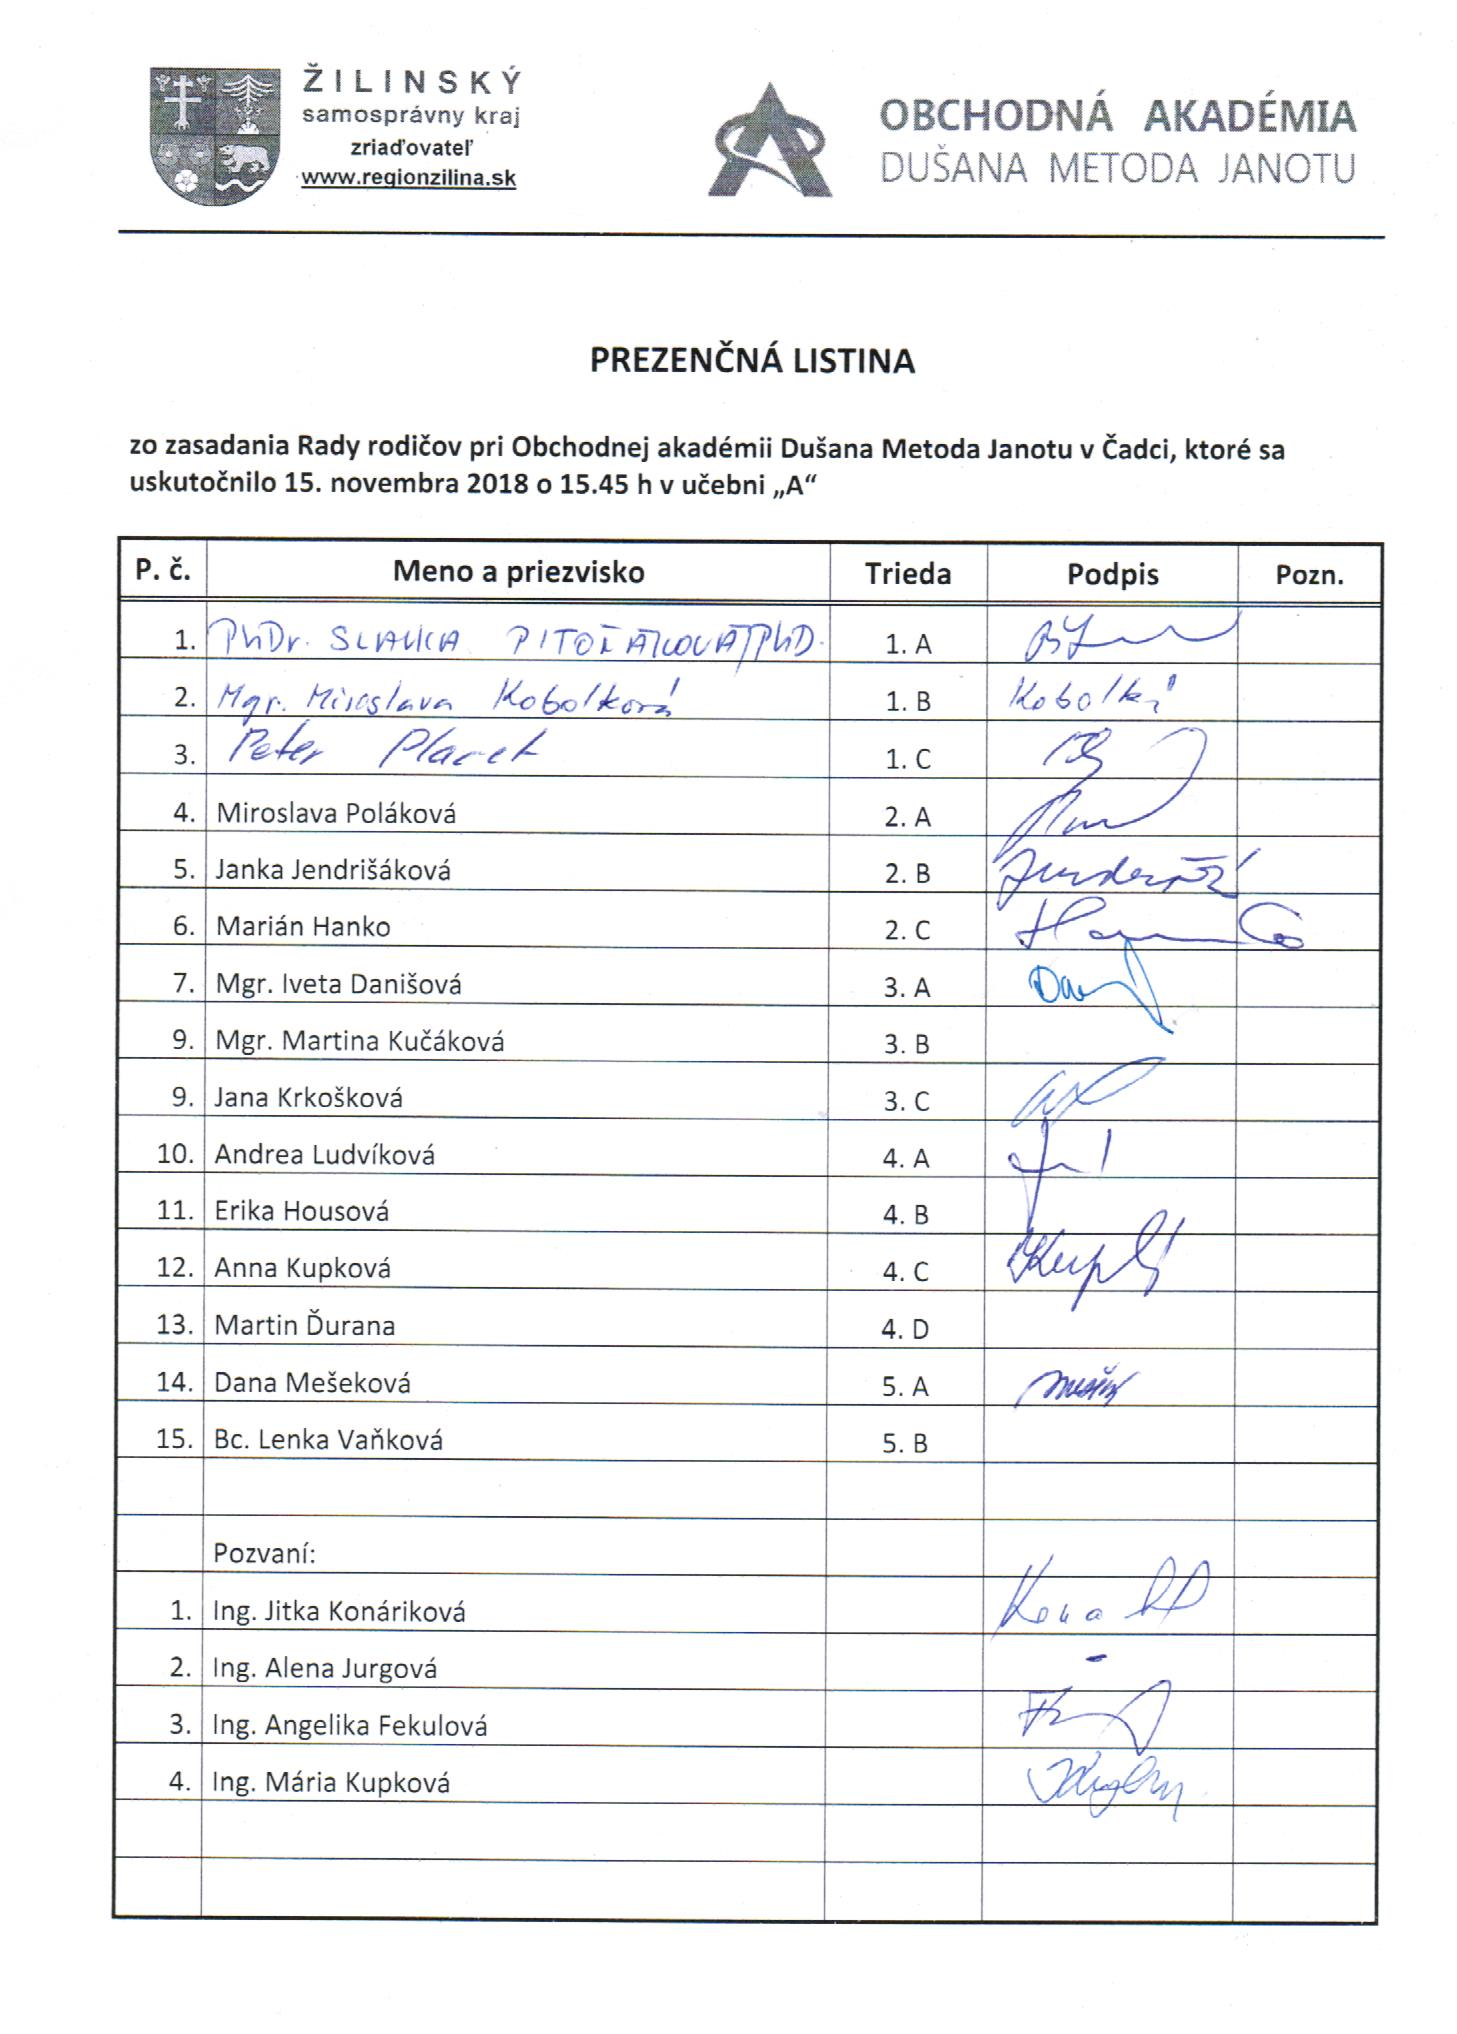 ŽILINSKÝ
samosprávny kraj
zriaďovateľ
www.regionzilina.sk
OBCHODNÁ AKADÉMIA
DUŠANA METODA JANOTU
PREZENČNÁ LISTINA
zo zasadania Rady rodičov pri Obchodnej akadémii Dušana Metoda Janotu v Čadci, ktoré sa
uskutočnilo 15. novembra 2018 o 15.45 h v učebni „A“
P. č. Meno a priezvisko Trieda Podpis Pozn.
1. PhDr. SLAVKA PhD. 1. A
2. Mgr. Miroslava Kobolková 1. B
3. Peter 1. C
4. Miroslava Poláková 2. A
5. Janka Jendrišáková 2. B
6. Marián Hanko 2. C
7. Mgr. Iveta Danišová 3. A
9. Mgr. Martina Kučáková 3. B
9. Jana Krkošková 3. C
10. Andrea Ludvíková 4. A
11. Erika Housová 4. B
12. Anna Kupková 4. C
13. Martin Ďurana 4. D
14. Dana Mešeková 5. A
15. Bc. Lenka Vaňková 5. B
Pozvaní:
1. Ing. Jitka Konáriková
2. Ing. Alena Jurgová -
3. Ing. Angelika Fekulová
4. Ing. Mária Kupková